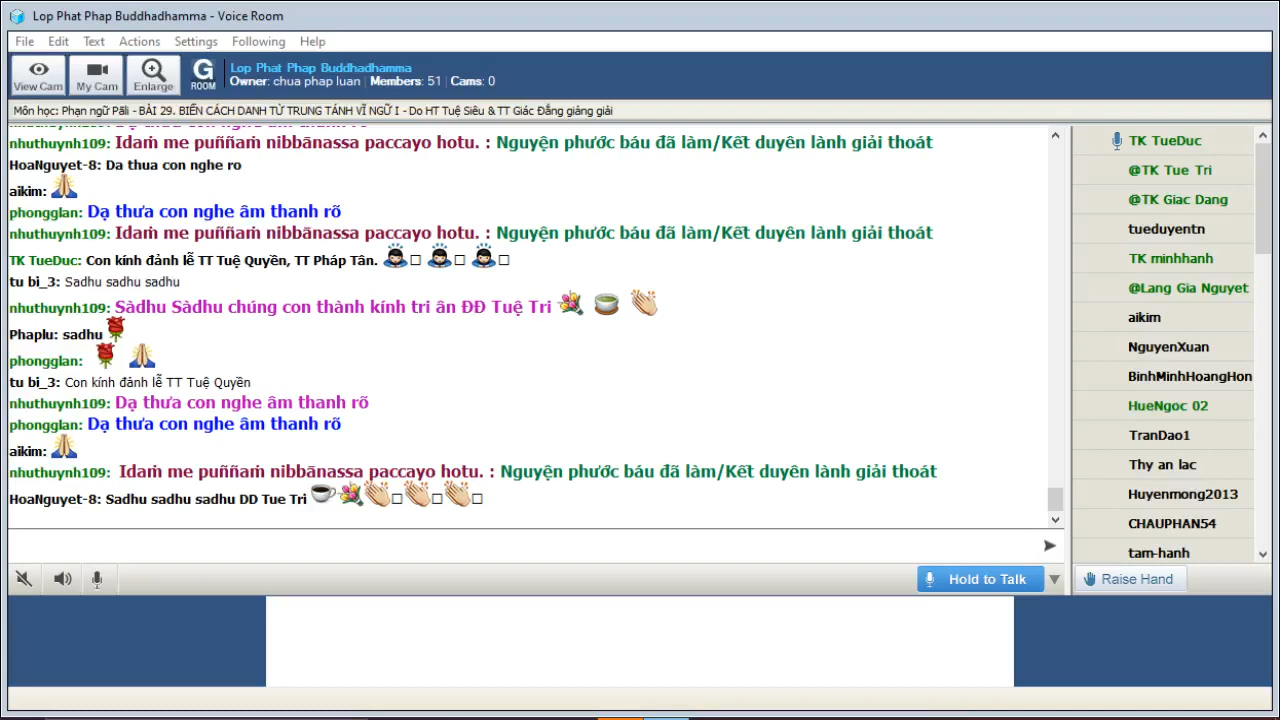 Lop Phat Phap Buddhadhamma - Voice Room
File Edit Text Actions Settings Following Help
View Cam My Cam Enlarge G ROOM
Lop Phat Phap Buddhadhamma
Owner: chua phap luan | Members: 51 | Cams: 0
Môn học: Phạn ngữ Pāli - BÀI 29. BIẾN CÁCH DANH TỪ TRUNG TÁNH VĨ NGỮ I - Do HT Tuệ Siêu & TT Giác Đẳng giảng giải
nhuthuynh109: Idaṁ me puññaṁ nibbānassa paccayo hotu. : Nguyện phước báu đã làm/Kết duyên lành giải thoát
HoaNguyet-8: Da thua con nghe ro
aikim:
phongglan: Dạ thưa con nghe âm thanh rõ
nhuthuynh109: Idaṁ me puññaṁ nibbānassa paccayo hotu. : Nguyện phước báu đã làm/Kết duyên lành giải thoát
TK TueDuc: Con kính đảnh lễ TT Tuệ Quyền, TT Pháp Tân.
tu bi_3: Sadhu sadhu sadhu
nhuthuynh109: Sàdhu Sàdhu chúng con thành kính tri ân ĐĐ Tuệ Tri
Phaplu: sadhu
phongglan:
tu bi_3: Con kính đảnh lễ TT Tuệ Quyền
nhuthuynh109: Dạ thưa con nghe âm thanh rõ
phongglan: Dạ thưa con nghe âm thanh rõ
aikim:
nhuthuynh109: Idaṁ me puññaṁ nibbānassa paccayo hotu. : Nguyện phước báu đã làm/Kết duyên lành giải thoát
HoaNguyet-8: Sadhu sadhu sadhu DD Tue Tri
Hold to Talk
TK TueDuc
@TK Tue Tri
@TK Giac Dang
tueduyentn
TK minhhanh
@Lang Gia Nguyet
aikim
NguyenXuan
BinhMinhHoangHon
HueNgoc 02
TranDao1
Thy an lac
Huyenmong2013
CHAUPHAN54
tam-hanh
Raise Hand